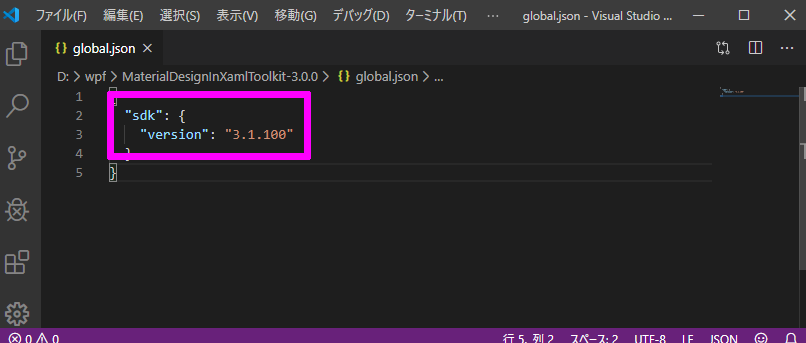 ファイル(F) 編集(E) 選択(S) 表示(V) 移動(G) デバッグ(D) ターミナル(T) ··· global.json - Visual Studio ...
{} global.json ×
D: > wpf > MaterialDesignInXamlToolkit-3.0.0 > {} global.json > ...
1
2 "sdk": {
3 "version": "3.1.100"
4 }
5 }
0 0 行 5、列 2 スペース: 2 UTF-8 LF JSON